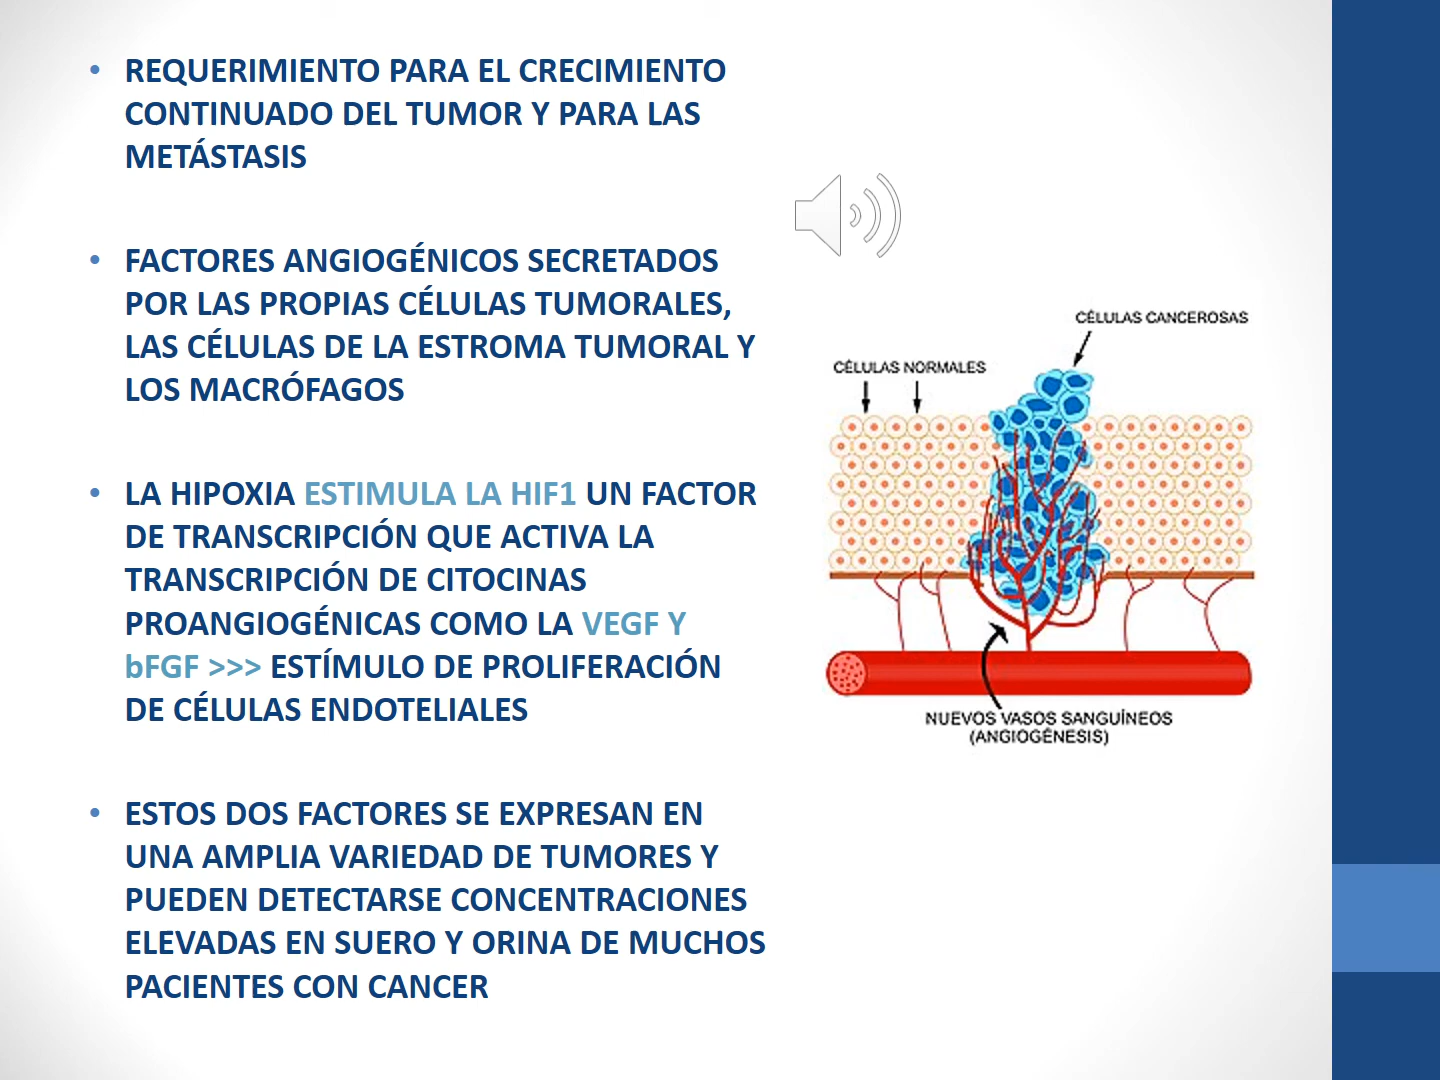 • REQUERIMIENTO PARA EL CRECIMIENTO
CONTINUADO DEL TUMOR Y PARA LAS
METÁSTASIS
• FACTORES ANGIOGÉNICOS SECRETADOS
POR LAS PROPIAS CÉLULAS TUMORALES,
LAS CÉLULAS DE LA ESTROMA TUMORAL Y
LOS MACRÓFAGOS
• LA HIPOXIA ESTIMULA LA HIF1 UN FACTOR
DE TRANSCRIPCIÓN QUE ACTIVA LA
TRANSCRIPCIÓN DE CITOCINAS
PROANGIOGÉNICAS COMO LA VEGF Y
bFGF >>> ESTÍMULO DE PROLIFERACIÓN
DE CÉLULAS ENDOTELIALES
• ESTOS DOS FACTORES SE EXPRESAN EN
UNA AMPLIA VARIEDAD DE TUMORES Y
PUEDEN DETECTARSE CONCENTRACIONES
ELEVADAS EN SUERO Y ORINA DE MUCHOS
PACIENTES CON CANCER
CÉLULAS CANCEROSAS
CÉLULAS NORMALES
NUEVOS VASOS SANGUÍNEOS
(ANGIOGÉNESIS)